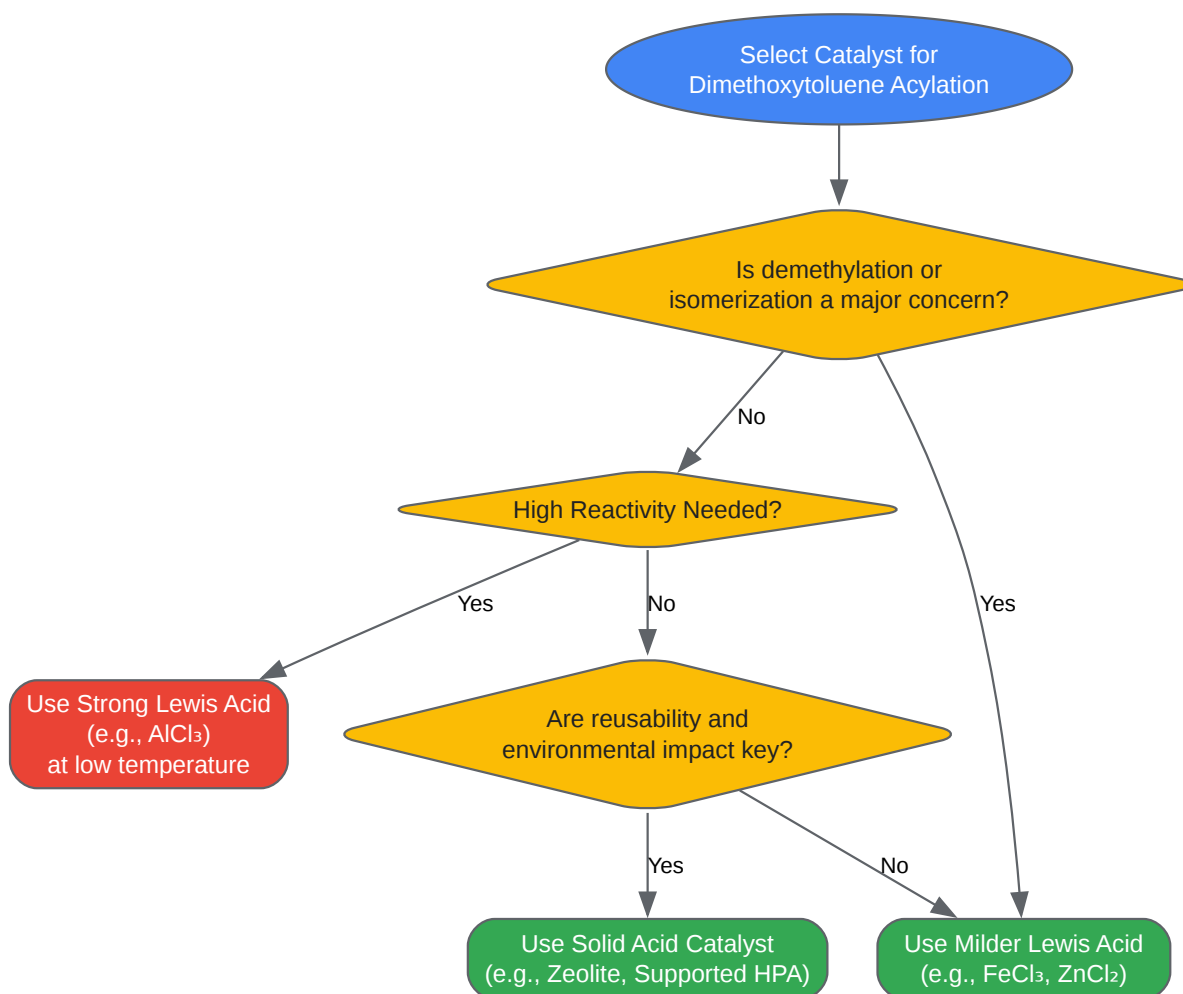 Select Catalyst for
Dimethoxytoluene Acylation
Is demethylation or
isomerization a major concern?
No
High Reactivity Needed?
Yes
No
Yes
Use Strong Lewis Acid
(e.g., AlCl₃)
at low temperature
Are reusability and
environmental impact key?
Yes
No
Use Solid Acid Catalyst
(e.g., Zeolite, Supported HPA)
Use Milder Lewis Acid
(e.g., FeCl₃, ZnCl₂)